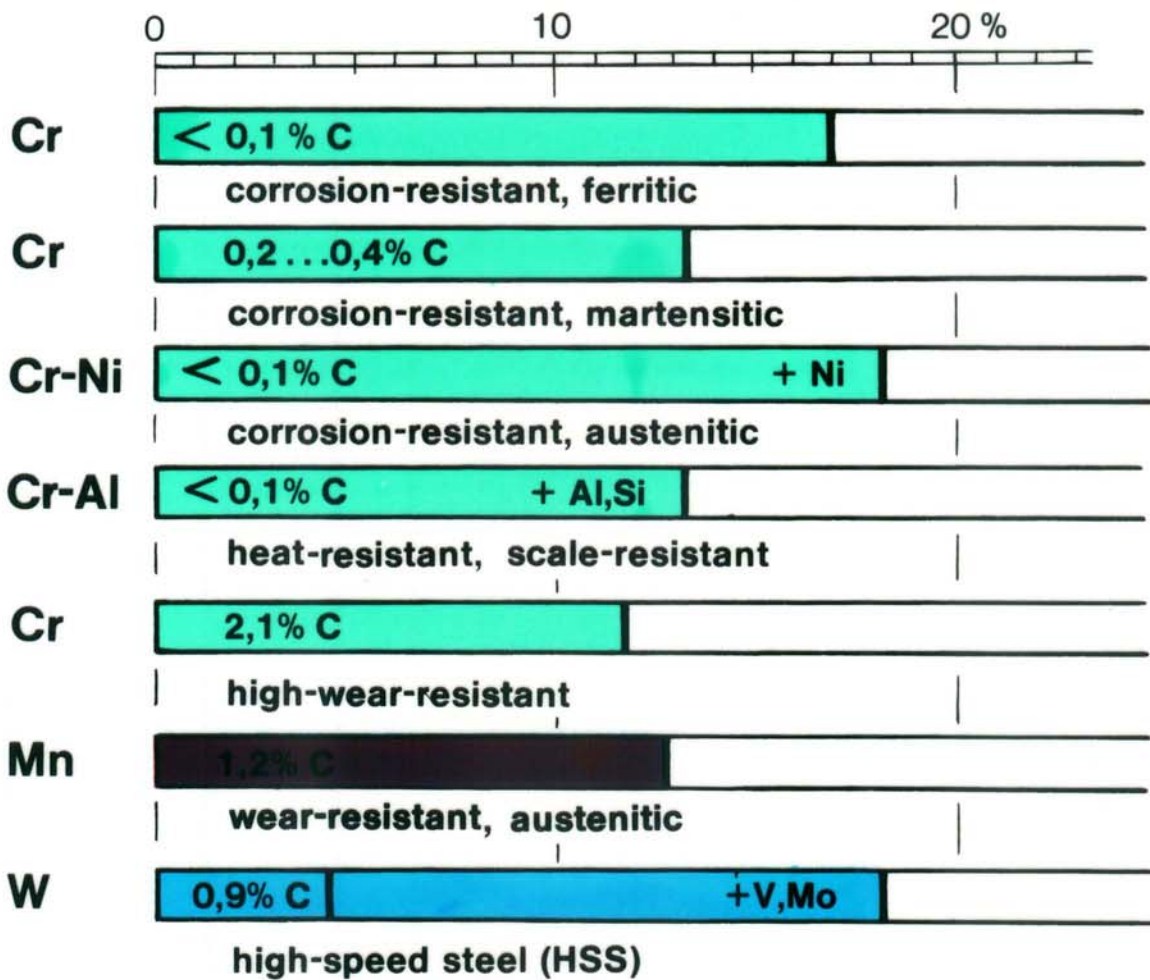 0 10 20 %
Cr < 0,1 % C
corrosion-resistant, ferritic
Cr 0,2 ...0,4% C
corrosion-resistant, martensitic
Cr-Ni < 0,1% C + Ni
corrosion-resistant, austenitic
Cr-Al < 0,1% C + Al,Si
heat-resistant, scale-resistant
Cr 2,1% C
high-wear-resistant
Mn 1,2% C
wear-resistant, austenitic
W 0,9% C +V,Mo
high-speed steel (HSS)